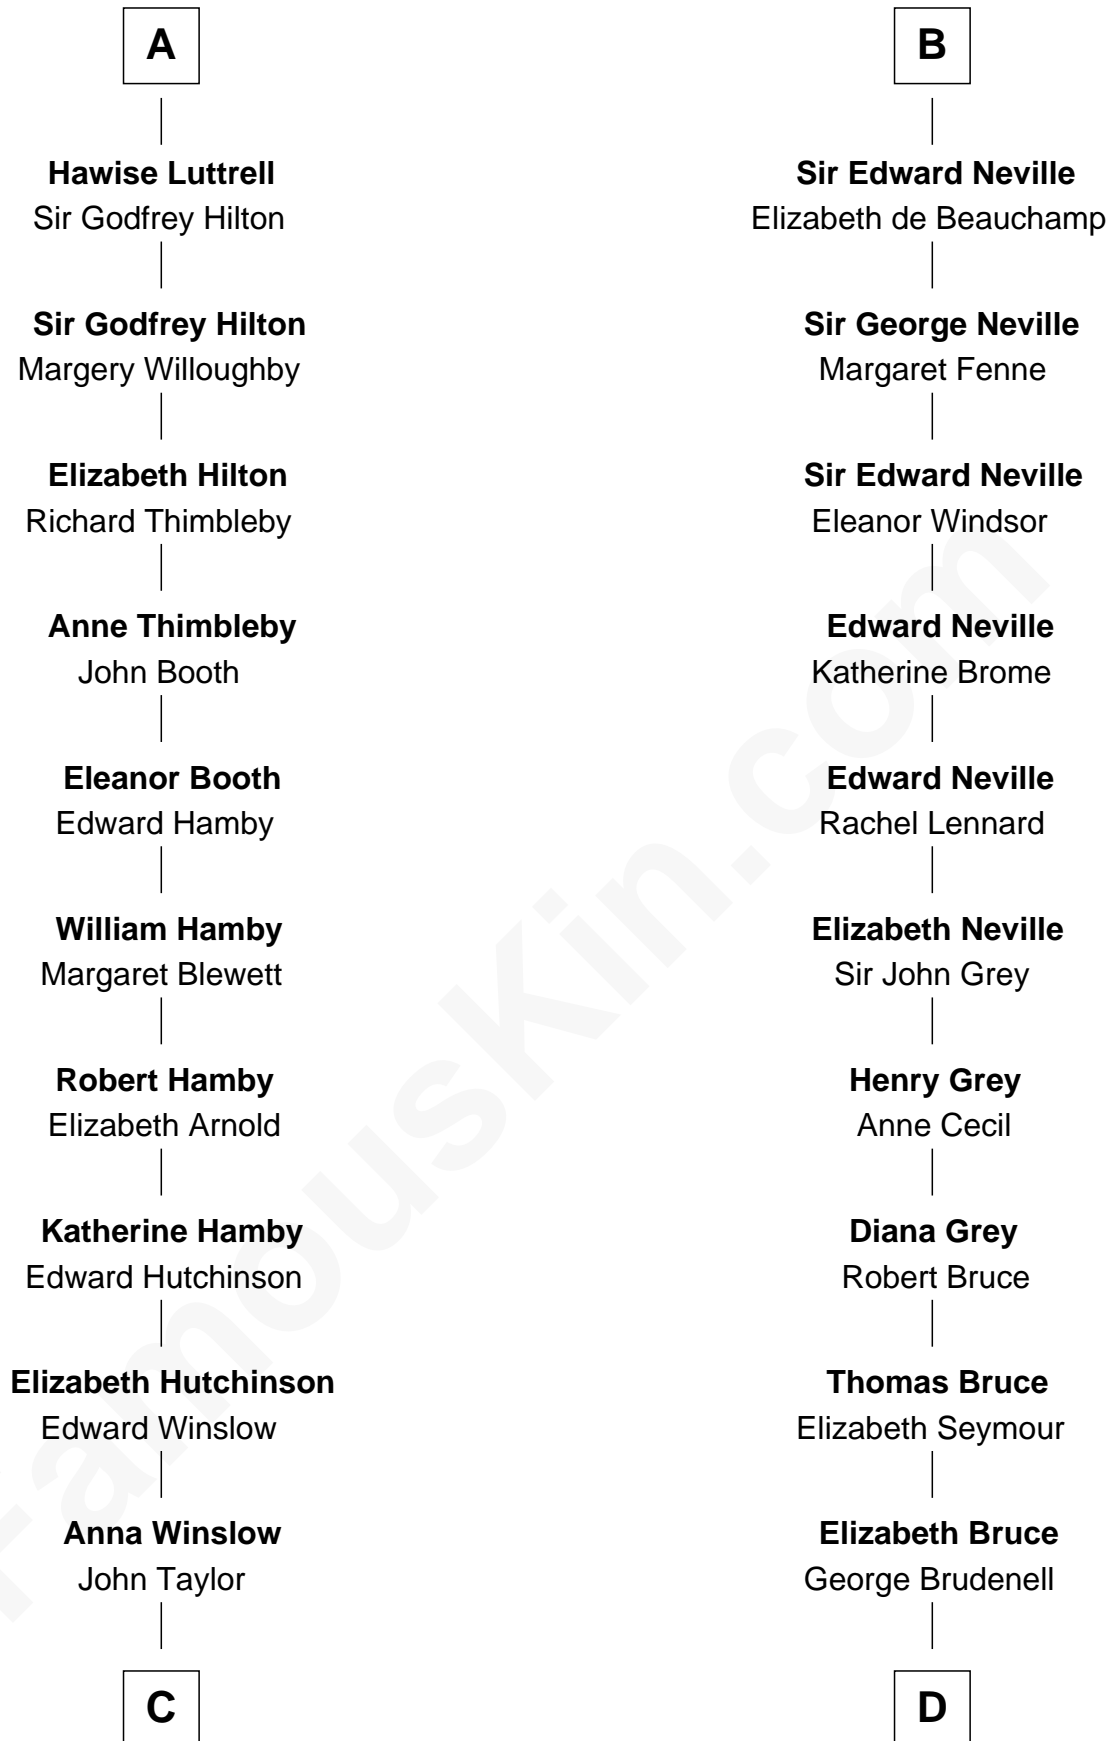 A
Hawise Luttrell
Sir Godfrey Hilton
Sir Godfrey Hilton
Margery Willoughby
Elizabeth Hilton
Richard Thimbleby
Anne Thimbleby
John Booth
Eleanor Booth
Edward Hamby
William Hamby
Margaret Blewett
Robert Hamby
Elizabeth Arnold
Katherine Hamby
Edward Hutchinson
Elizabeth Hutchinson
Edward Winslow
Anna Winslow
John Taylor
C
B
Sir Edward Neville
Elizabeth de Beauchamp
Sir George Neville
Margaret Fenne
Sir Edward Neville
Eleanor Windsor
Edward Neville
Katherine Brome
Edward Neville
Rachel Lennard
Elizabeth Neville
Sir John Grey
Henry Grey
Anne Cecil
Diana Grey
Robert Bruce
Thomas Bruce
Elizabeth Seymour
Elizabeth Bruce
George Brudenell
D
FamousKin.com